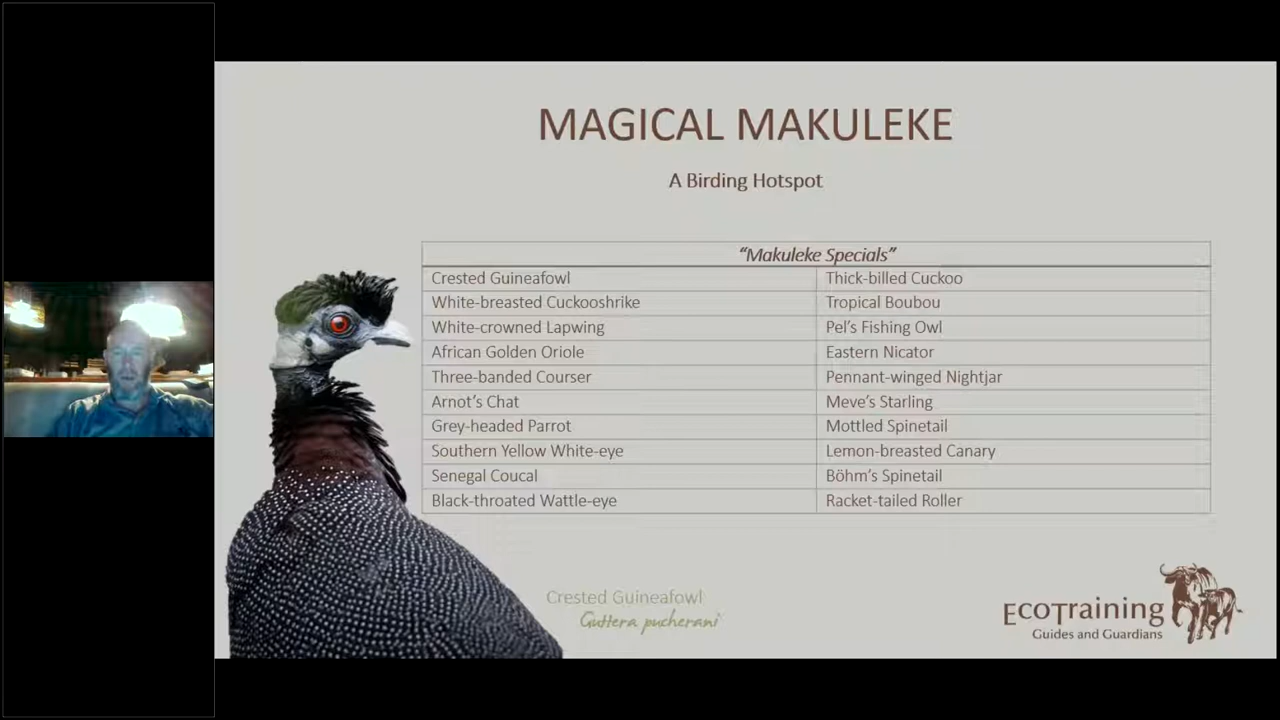 MAGICAL MAKULEKE
A Birding Hotspot
“Makuleke Specials”
Crested Guineafowl
Thick-billed Cuckoo
White-breasted Cuckooshrike
Tropical Boubou
White-crowned Lapwing
Pel’s Fishing Owl
African Golden Oriole
Eastern Nicator
Three-banded Courser
Pennant-winged Nightjar
Arnot’s Chat
Meve’s Starling
Grey-headed Parrot
Mottled Spinetail
Southern Yellow White-eye
Lemon-breasted Canary
Senegal Coucal
Böhm’s Spinetail
Black-throated Wattle-eye
Racket-tailed Roller
Crested Guineafowl
Guttera pucherani
ECOTRAINING
Guides and Guardians